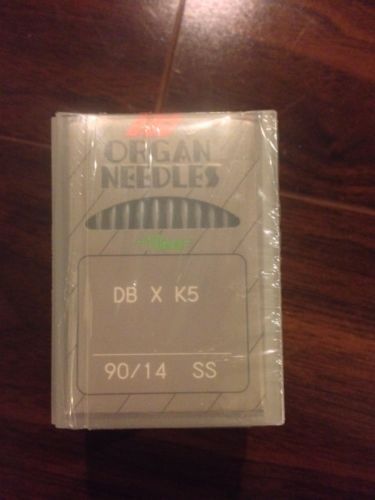 ORGAN
NEEDLES
DB X K5
90/14 SS